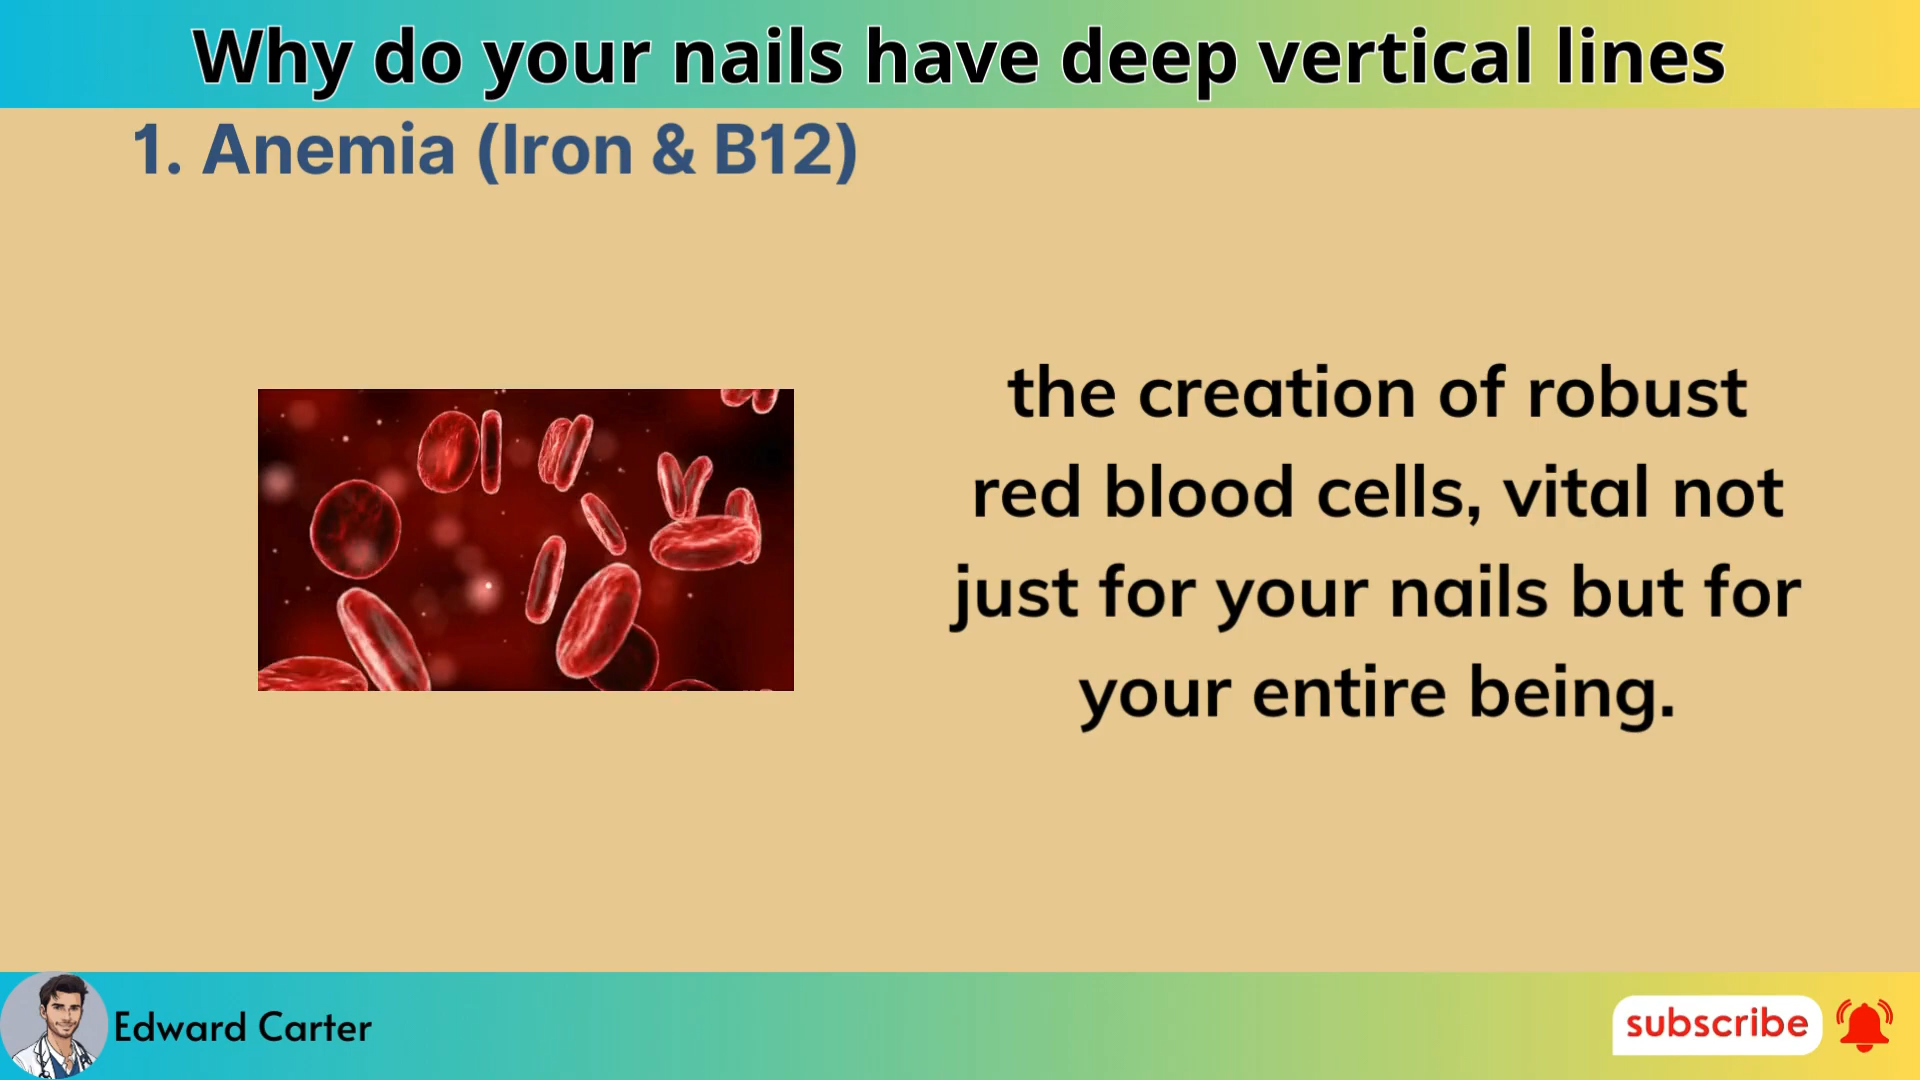 Why do your nails have deep vertical lines
1. Anemia (Iron & B12)
the creation of robust
red blood cells, vital not
just for your nails but for
your entire being.
Edward Carter
subscribe